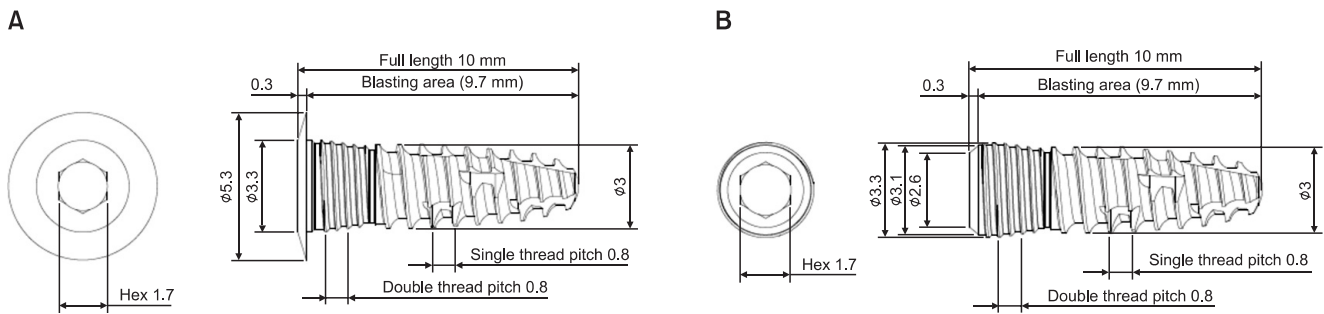 A
Full length 10 mm
0.3
Blasting area (9.7 mm)
ϕ5.3
ϕ3.3
ϕ3
Single thread pitch 0.8
Hex 1.7
Double thread pitch 0.8
B
Full length 10 mm
0.3
Blasting area (9.7 mm)
ϕ3.3
ϕ3.1
ϕ2.6
ϕ3
Single thread pitch 0.8
Hex 1.7
Double thread pitch 0.8